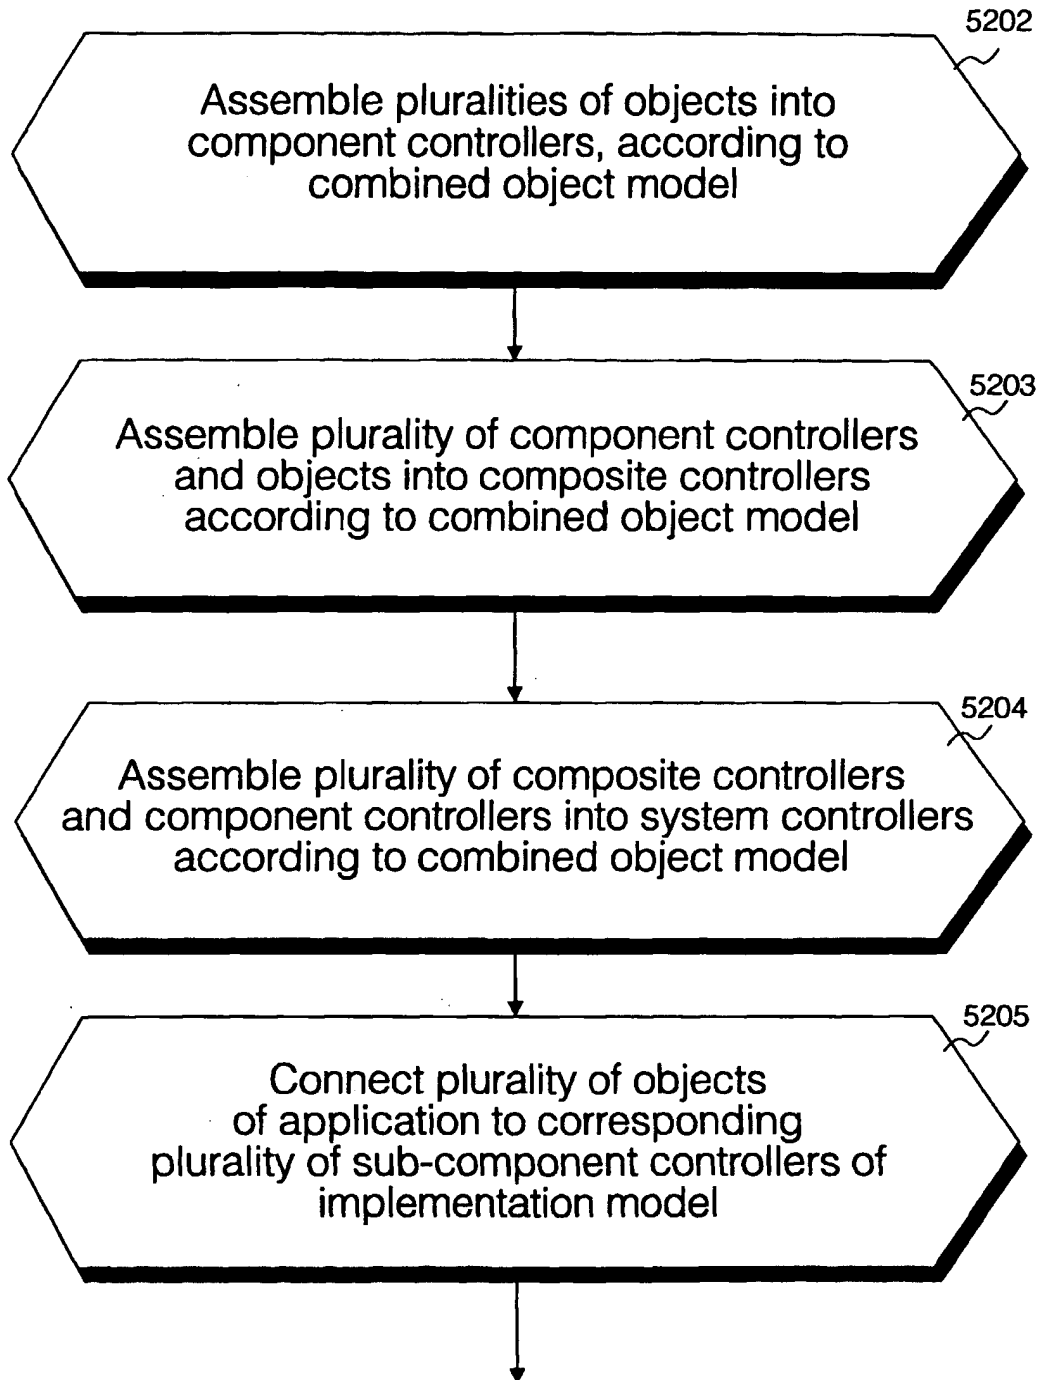 5202
Assemble pluralities of objects into
component controllers, according to
combined object model
5203
Assemble plurality of component controllers
and objects into composite controllers
according to combined object model
5204
Assemble plurality of composite controllers
and component controllers into system controllers
according to combined object model
5205
Connect plurality of objects
of application to corresponding
plurality of sub-component controllers of
implementation model